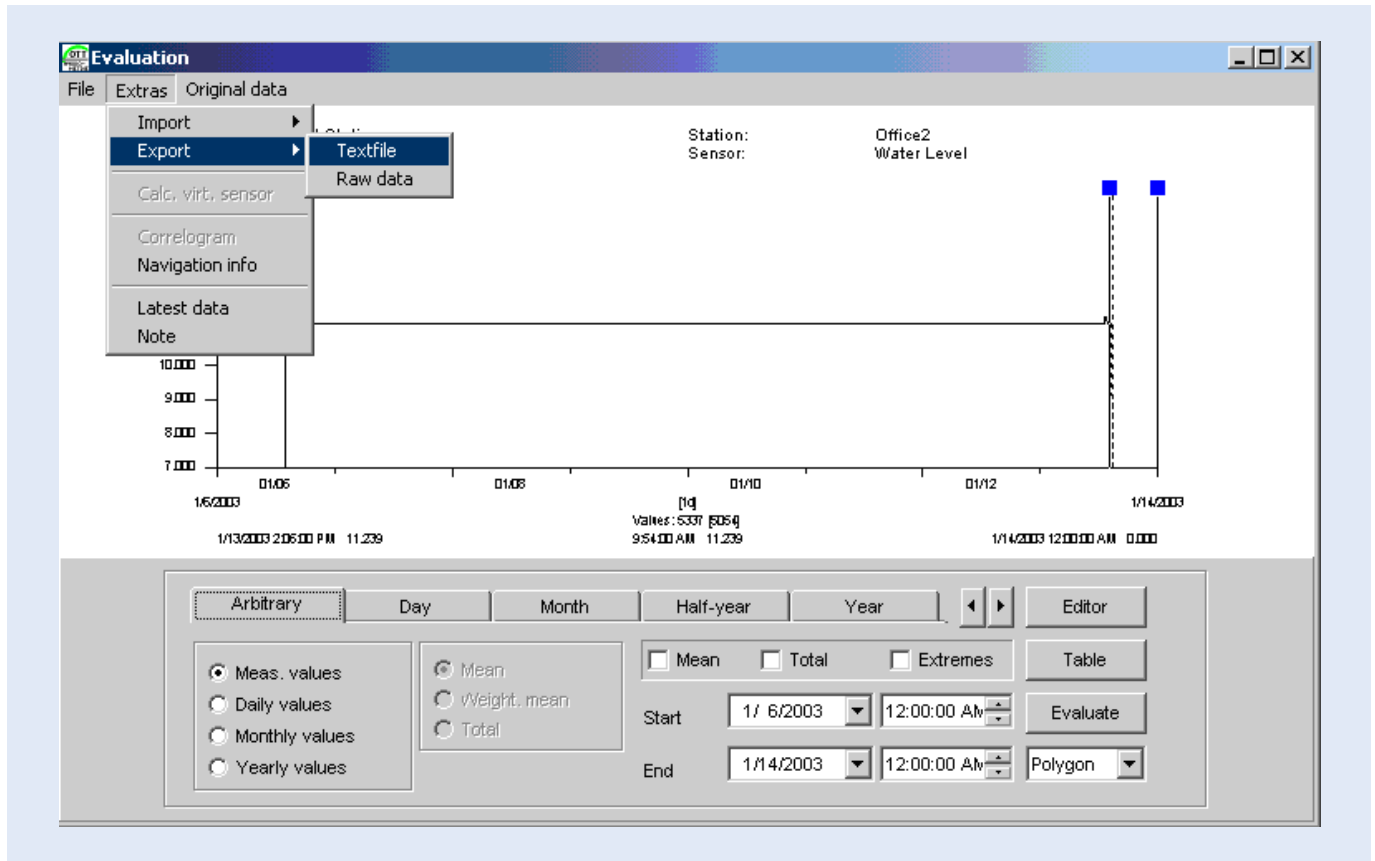 Evaluation
File Extras Original data
Import
Export
Textfile
Raw data
Calc. virt. sensor
Correlogram
Navigation info
Latest data
Note
Station: Office2
Sensor: Water Level
10.000
9.000
8.000
7.000
01/06 01/08 01/10 01/12
1/6/2003 [1d] 1/14/2003
Values: 5337 [5054]
1/13/2003 2:06:00 PM 11.239 9:54:00 AM 11.239 1/14/2003 12:00:00 AM 0.000
Arbitrary Day Month Half-year Year Editor
Meas. values
Daily values
Monthly values
Yearly values
Mean
Weight. mean
Total
Mean Total Extremes Table
Start 1/ 6/2003 12:00:00 AM Evaluate
End 1/14/2003 12:00:00 AM Polygon